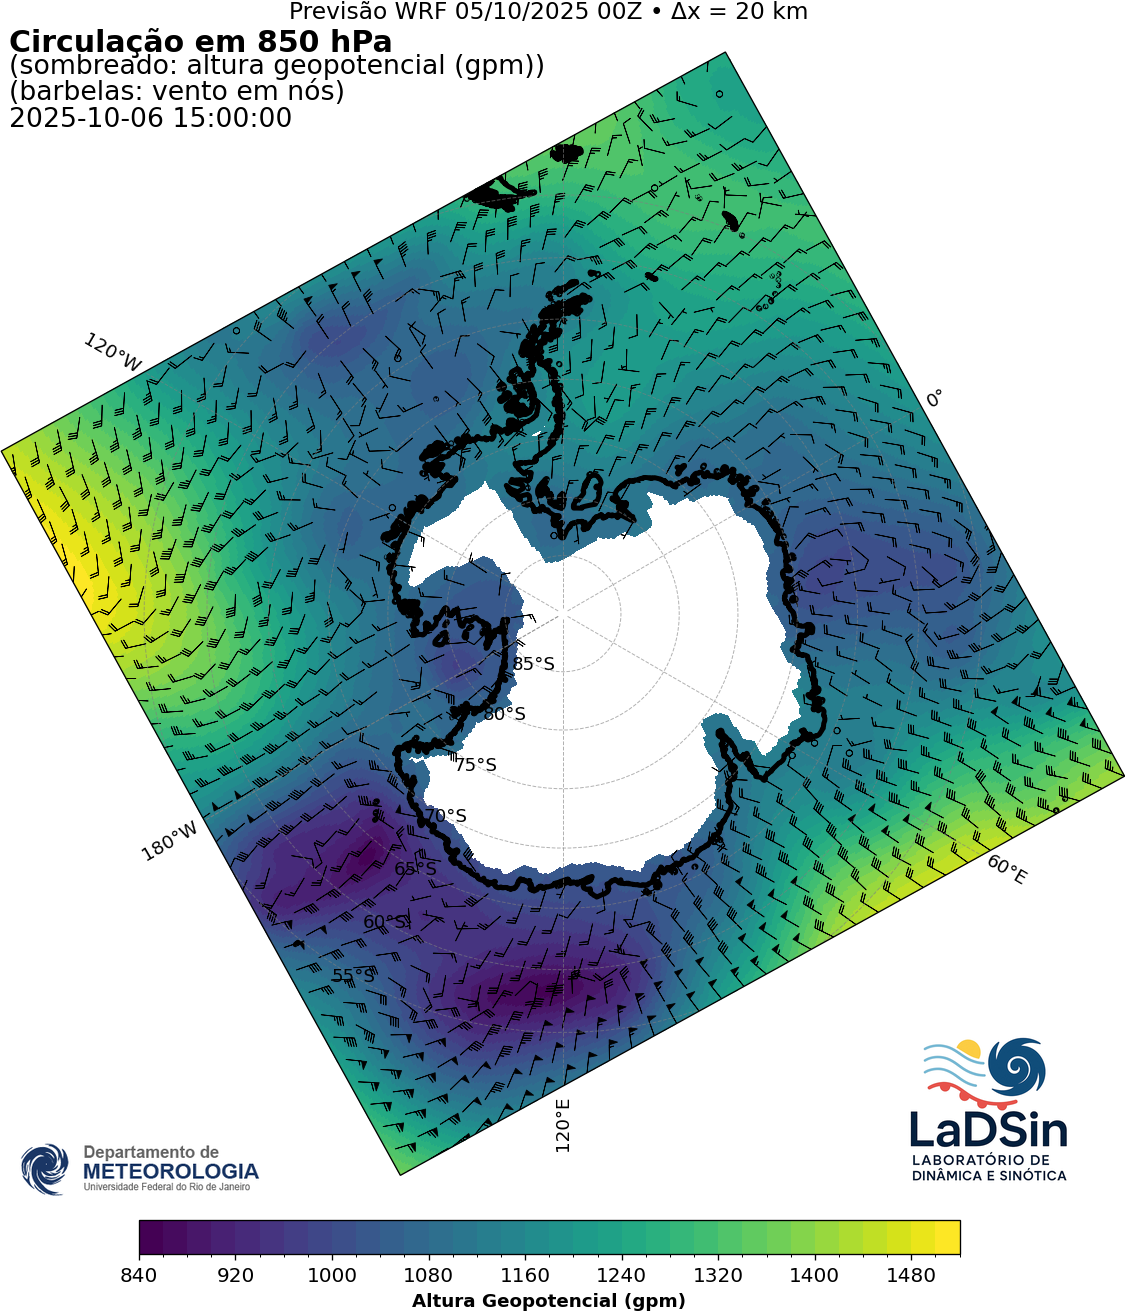 Previsão WRF 05/10/2025 00Z • Δx = 20 km
Circulação em 850 hPa
(sombreado: altura geopotencial (gpm))
(barbelas: vento em nós)
2025-10-06 15:00:00
120°W
0°
85°S
80°S
75°S
70°S
180°W
65°S
60°E
60°S
55°S
120°E
LaDSin
LABORATÓRIO DE
DINÂMICA E SINÓTICA
Departamento de
METEOROLOGIA
Universidade Federal do Rio de Janeiro
840 920 1000 1080 1160 1240 1320 1400 1480
Altura Geopotencial (gpm)